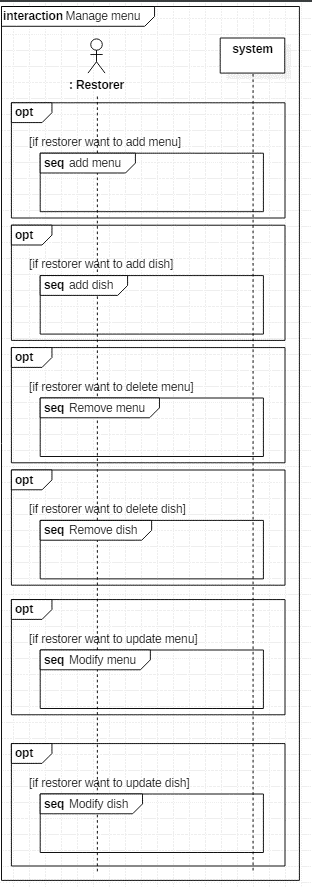 interaction Manage menu
system
: Restorer
opt
[if restorer want to add menu]
seq add menu
opt
[if restorer want to add dish]
seq add dish
opt
[if restorer want to delete menu]
seq Remove menu
opt
[if restorer want to delete dish]
seq Remove dish
opt
[if restorer want to update menu]
seq Modify menu
opt
[if restorer want to update dish]
seq Modify dish